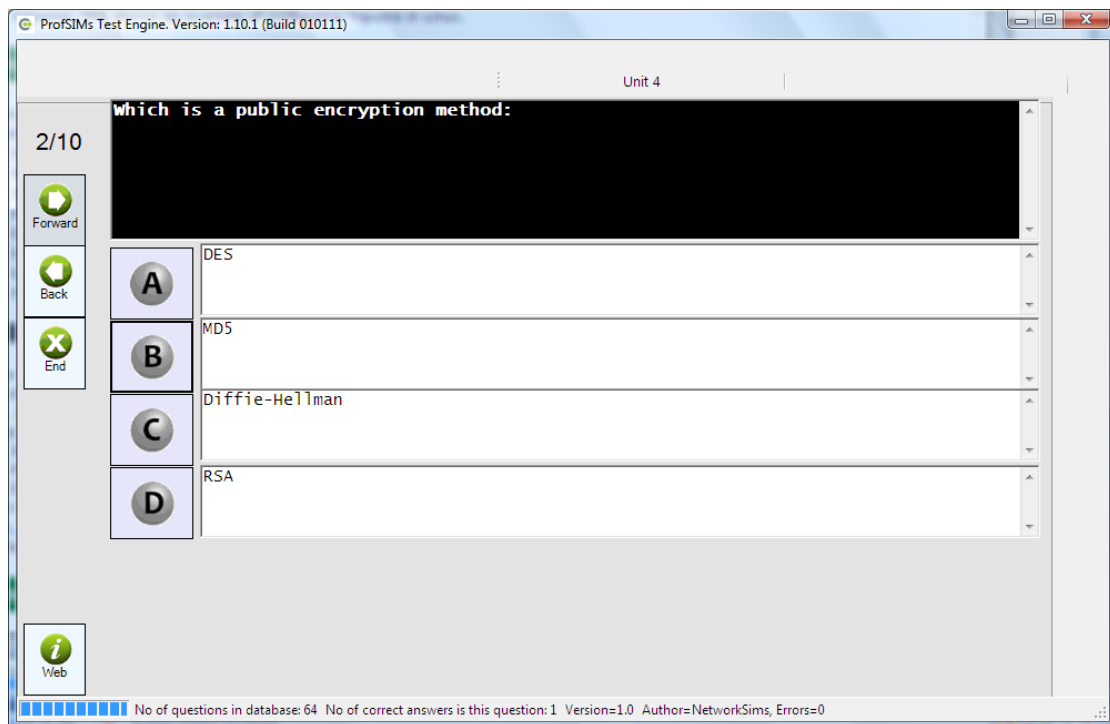 ProfSIMs Test Engine. Version: 1.10.1 (Build 010111)
Unit 4
Which is a public encryption method:
2/10
Forward
Back
End
A
DES
B
MD5
C
Diffie-Hellman
D
RSA
Web
No of questions in database: 64 No of correct answers is this question: 1 Version=1.0 Author=NetworkSims, Errors=0